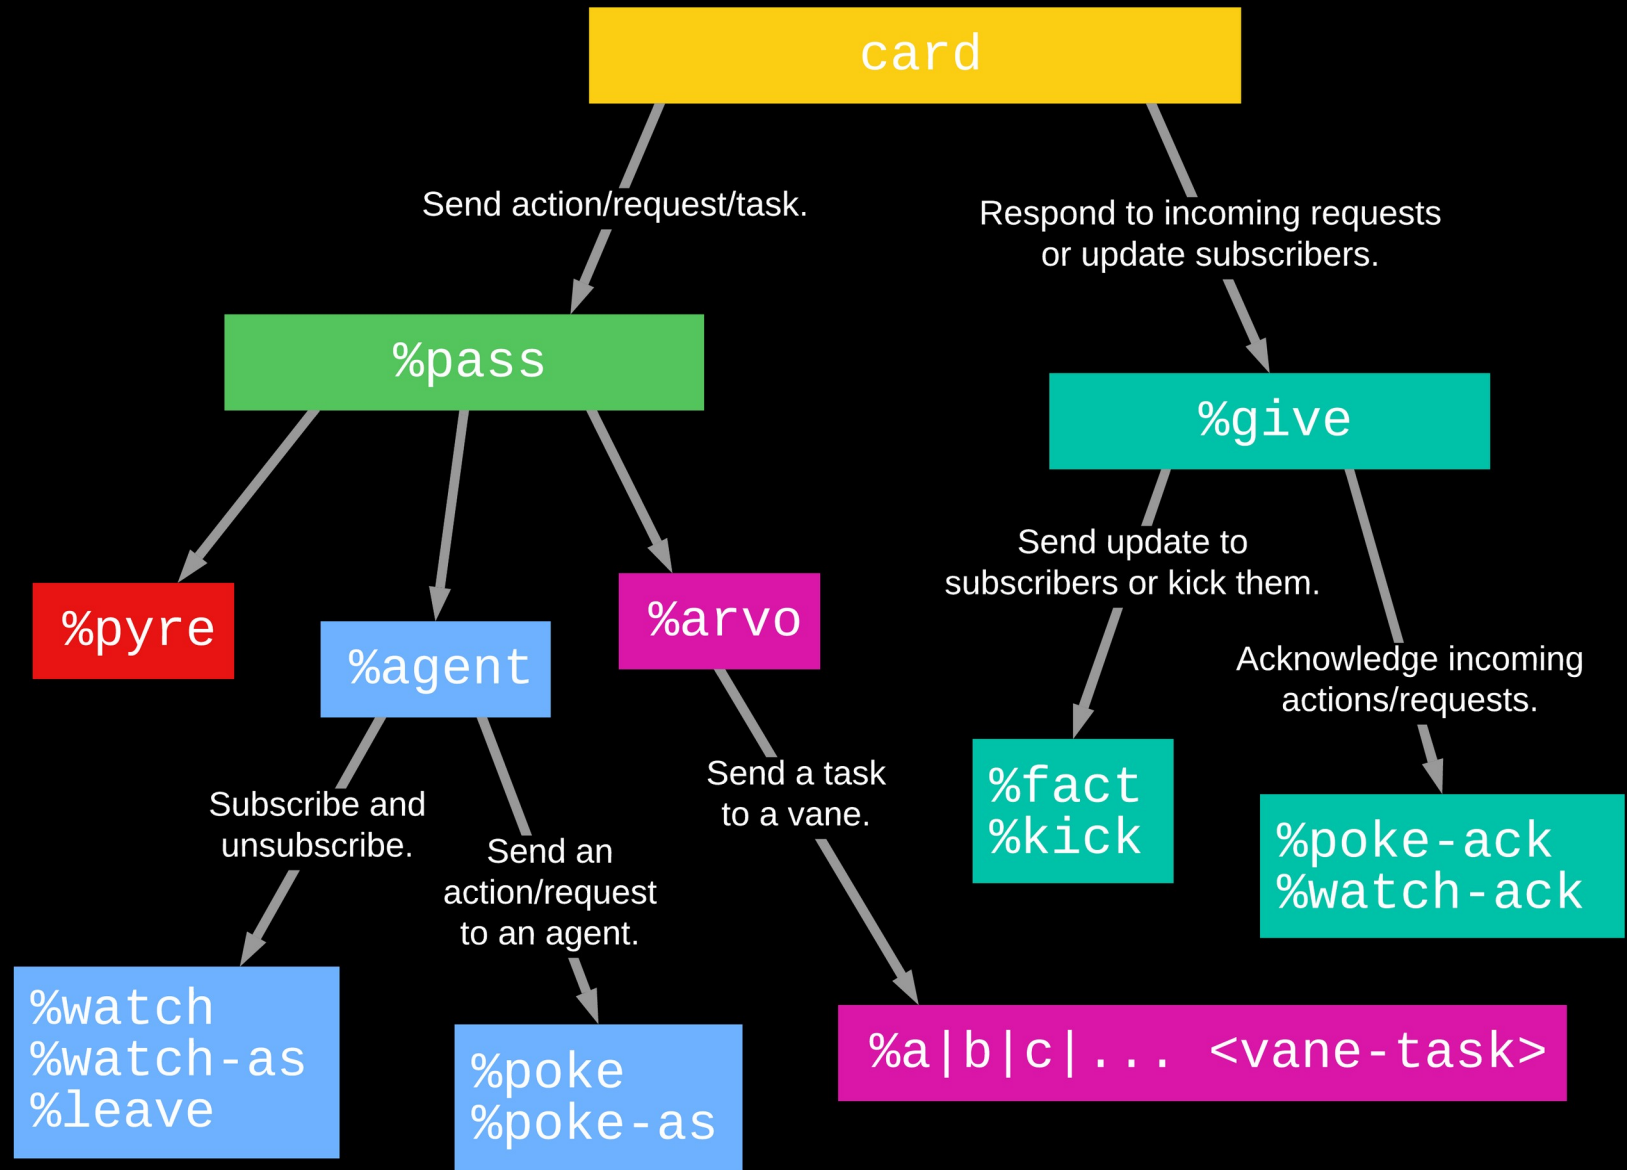 card
Send action/request/task.
Respond to incoming requests
or update subscribers.
%pass
%give
Send update to
subscribers or kick them.
%pyre
%agent
%arvo
Acknowledge incoming
actions/requests.
Subscribe and
unsubscribe.
Send an
action/request
to an agent.
Send a task
to a vane.
%fact
%kick
%poke-ack
%watch-ack
%watch
%watch-as
%leave
%poke
%poke-as
%a|b|c|... <vane-task>